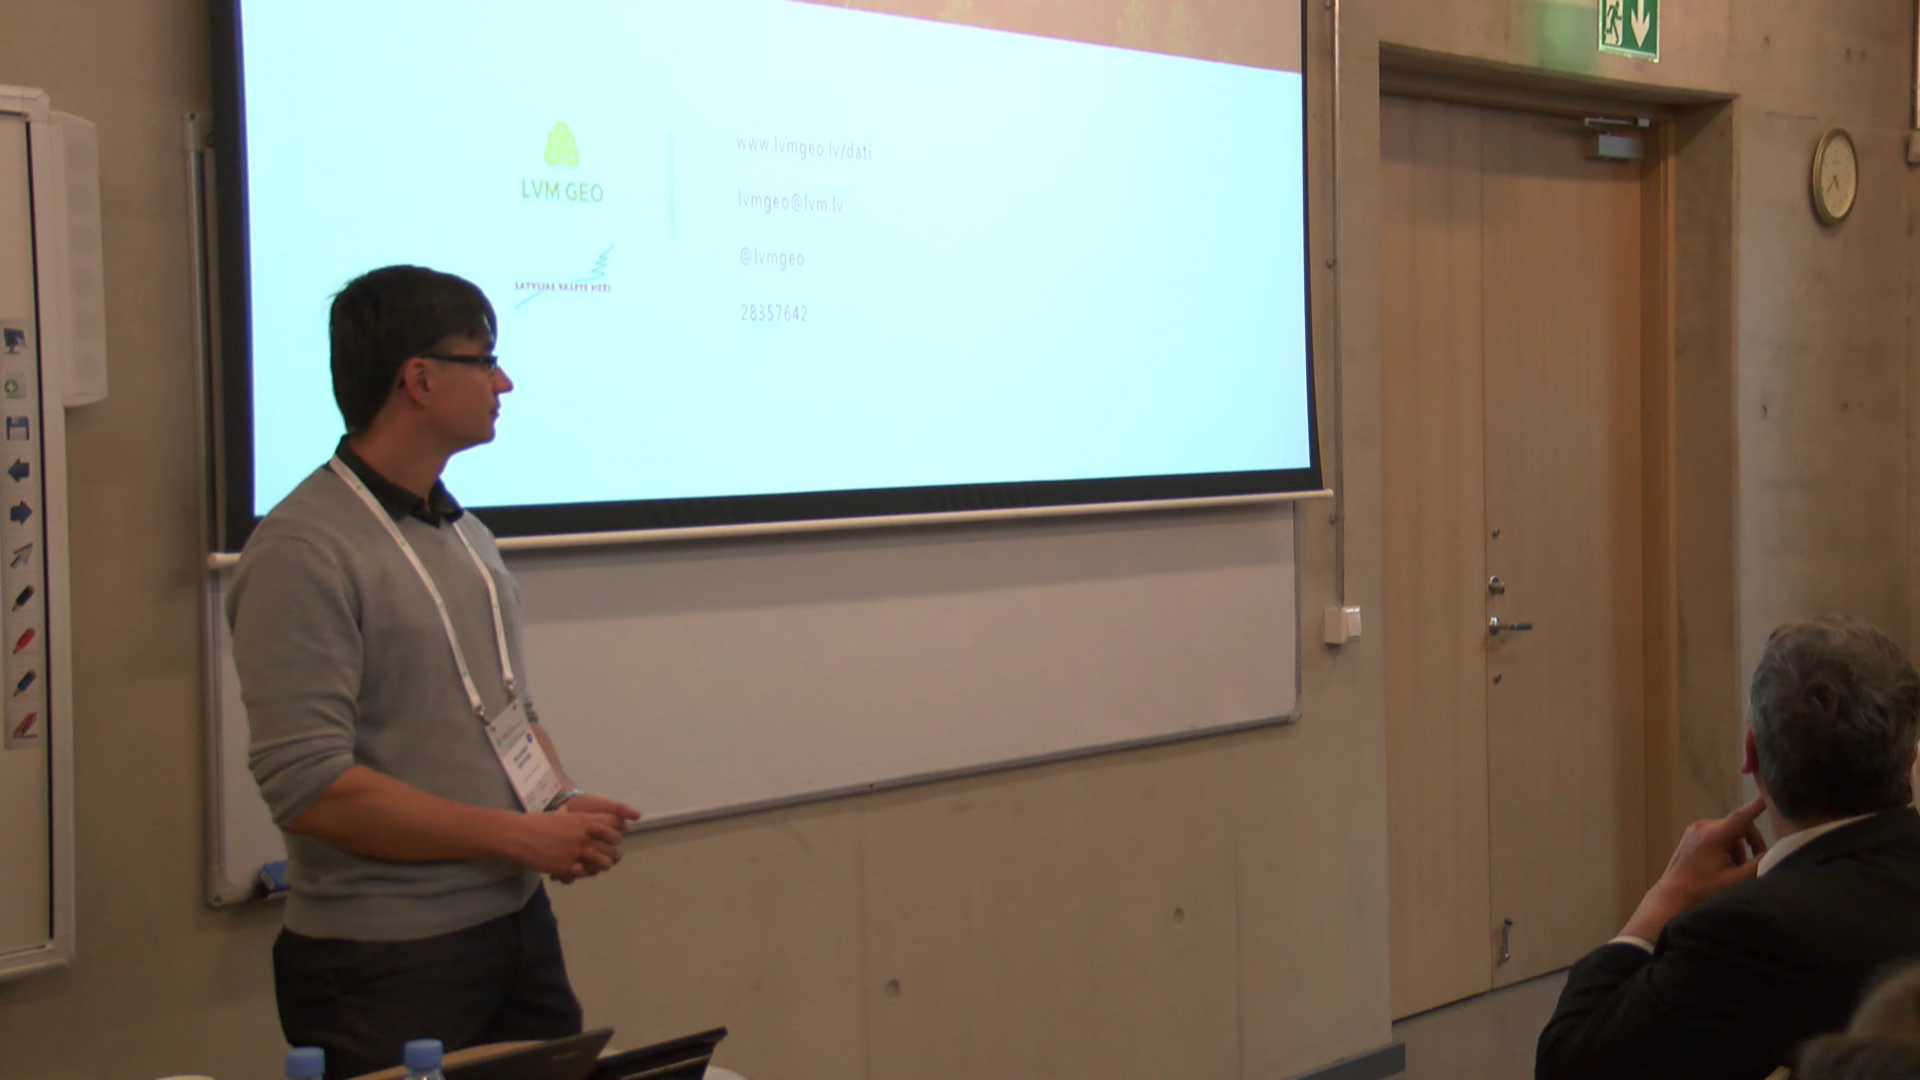 LVM GEO
LATVIJAS VALSTS MEŽI
www.lvmgeo.lv/dati
lvmgeo@lvm.lv
@lvmgeo
28357642